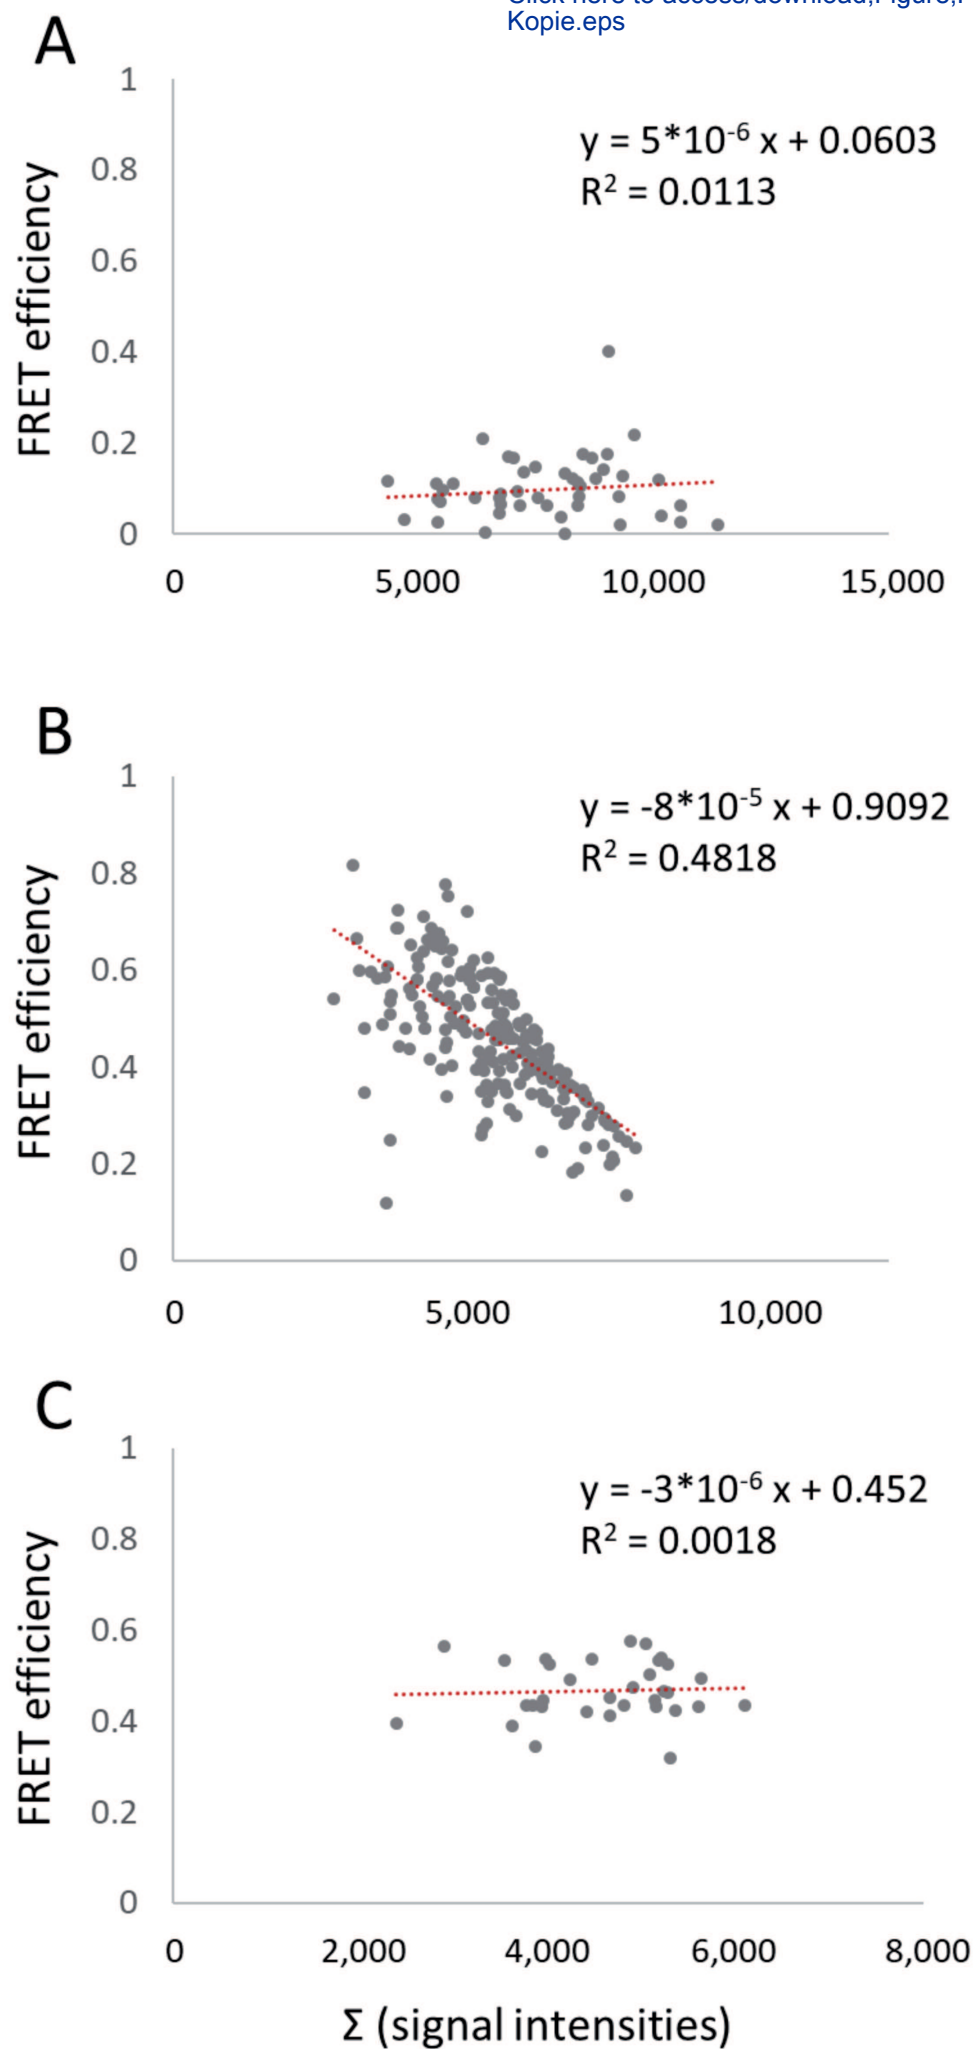 Kopie.eps
A
y = 5*10⁻⁶ x + 0.0603
R² = 0.0113
FRET efficiency
1
0.8
0.6
0.4
0.2
0
0 5,000 10,000 15,000
B
y = -8*10⁻⁵ x + 0.9092
R² = 0.4818
FRET efficiency
1
0.8
0.6
0.4
0.2
0
0 5,000 10,000
C
y = -3*10⁻⁶ x + 0.452
R² = 0.0018
FRET efficiency
1
0.8
0.6
0.4
0.2
0
0 2,000 4,000 6,000 8,000
Σ (signal intensities)